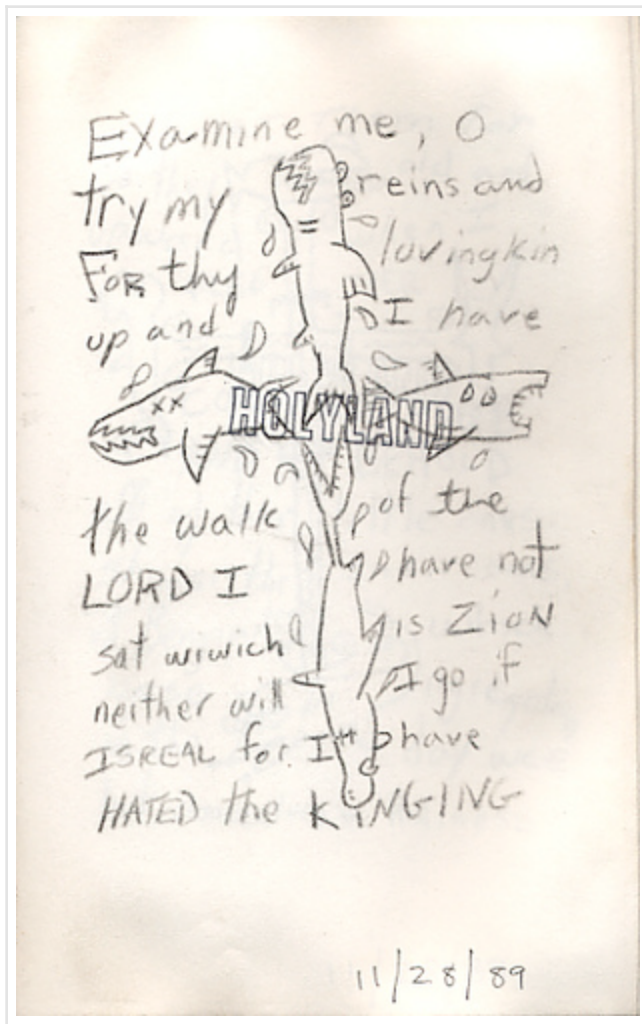 Examine me, O
try my reins and
For thy lovingkin
up and I have
HOLYLAND
the walk of the
LORD I have not
sat wiwich is ZiON
neither will I go if
ISREAL for I have
HATED the KiNGING
11/28/89